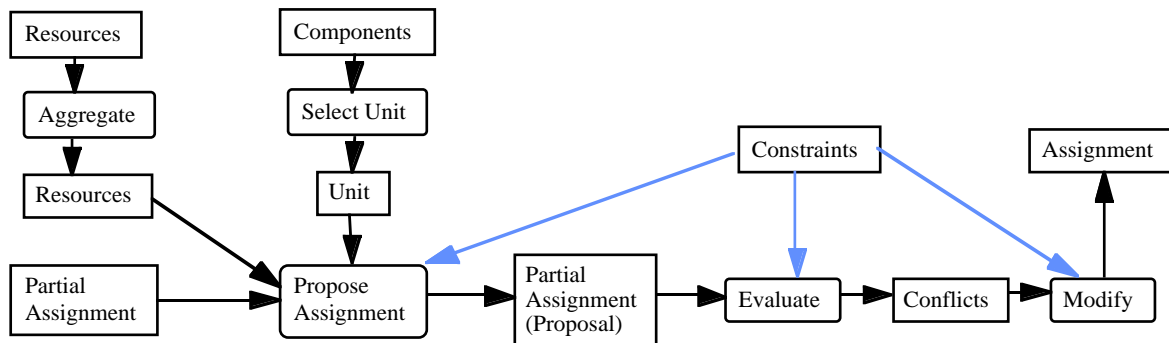 Resources
Components
Aggregate
Select Unit
Constraints
Assignment
Resources
Unit
Partial
Assignment
Propose
Assignment
Partial
Assignment
(Proposal)
Evaluate
Conflicts
Modify